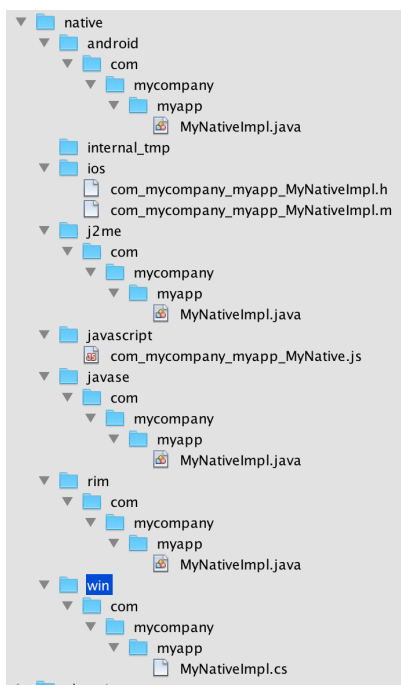 native
android
com
mycompany
myapp
MyNativeImpl.java
internal_tmp
ios
com_mycompany_myapp_MyNativeImpl.h
com_mycompany_myapp_MyNativeImpl.m
j2me
com
mycompany
myapp
MyNativeImpl.java
javascript
com_mycompany_myapp_MyNative.js
javase
com
mycompany
myapp
MyNativeImpl.java
rim
com
mycompany
myapp
MyNativeImpl.java
win
com
mycompany
myapp
MyNativeImpl.cs